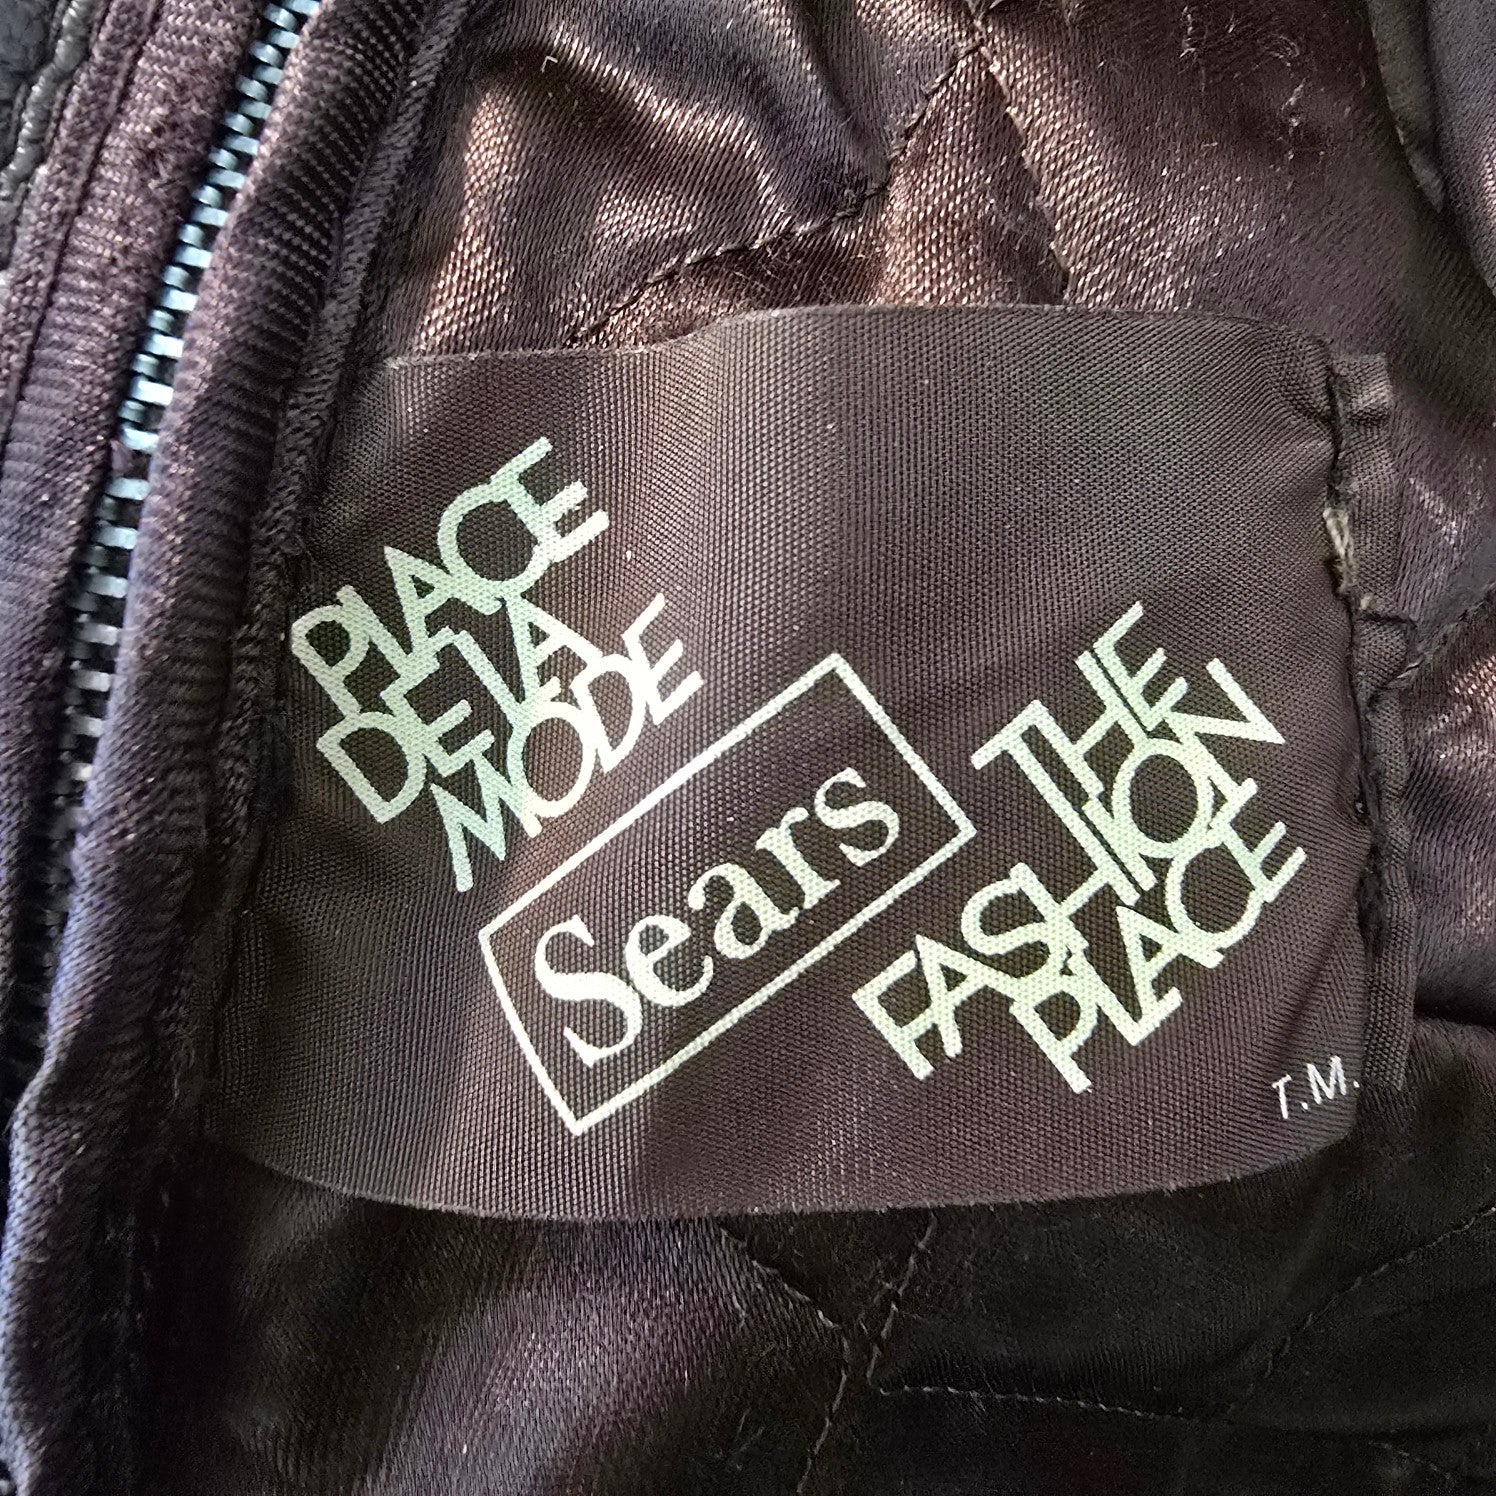 PLACE
DE LA
MODE
Sears
THE
FASHION
PLACE
T.M.